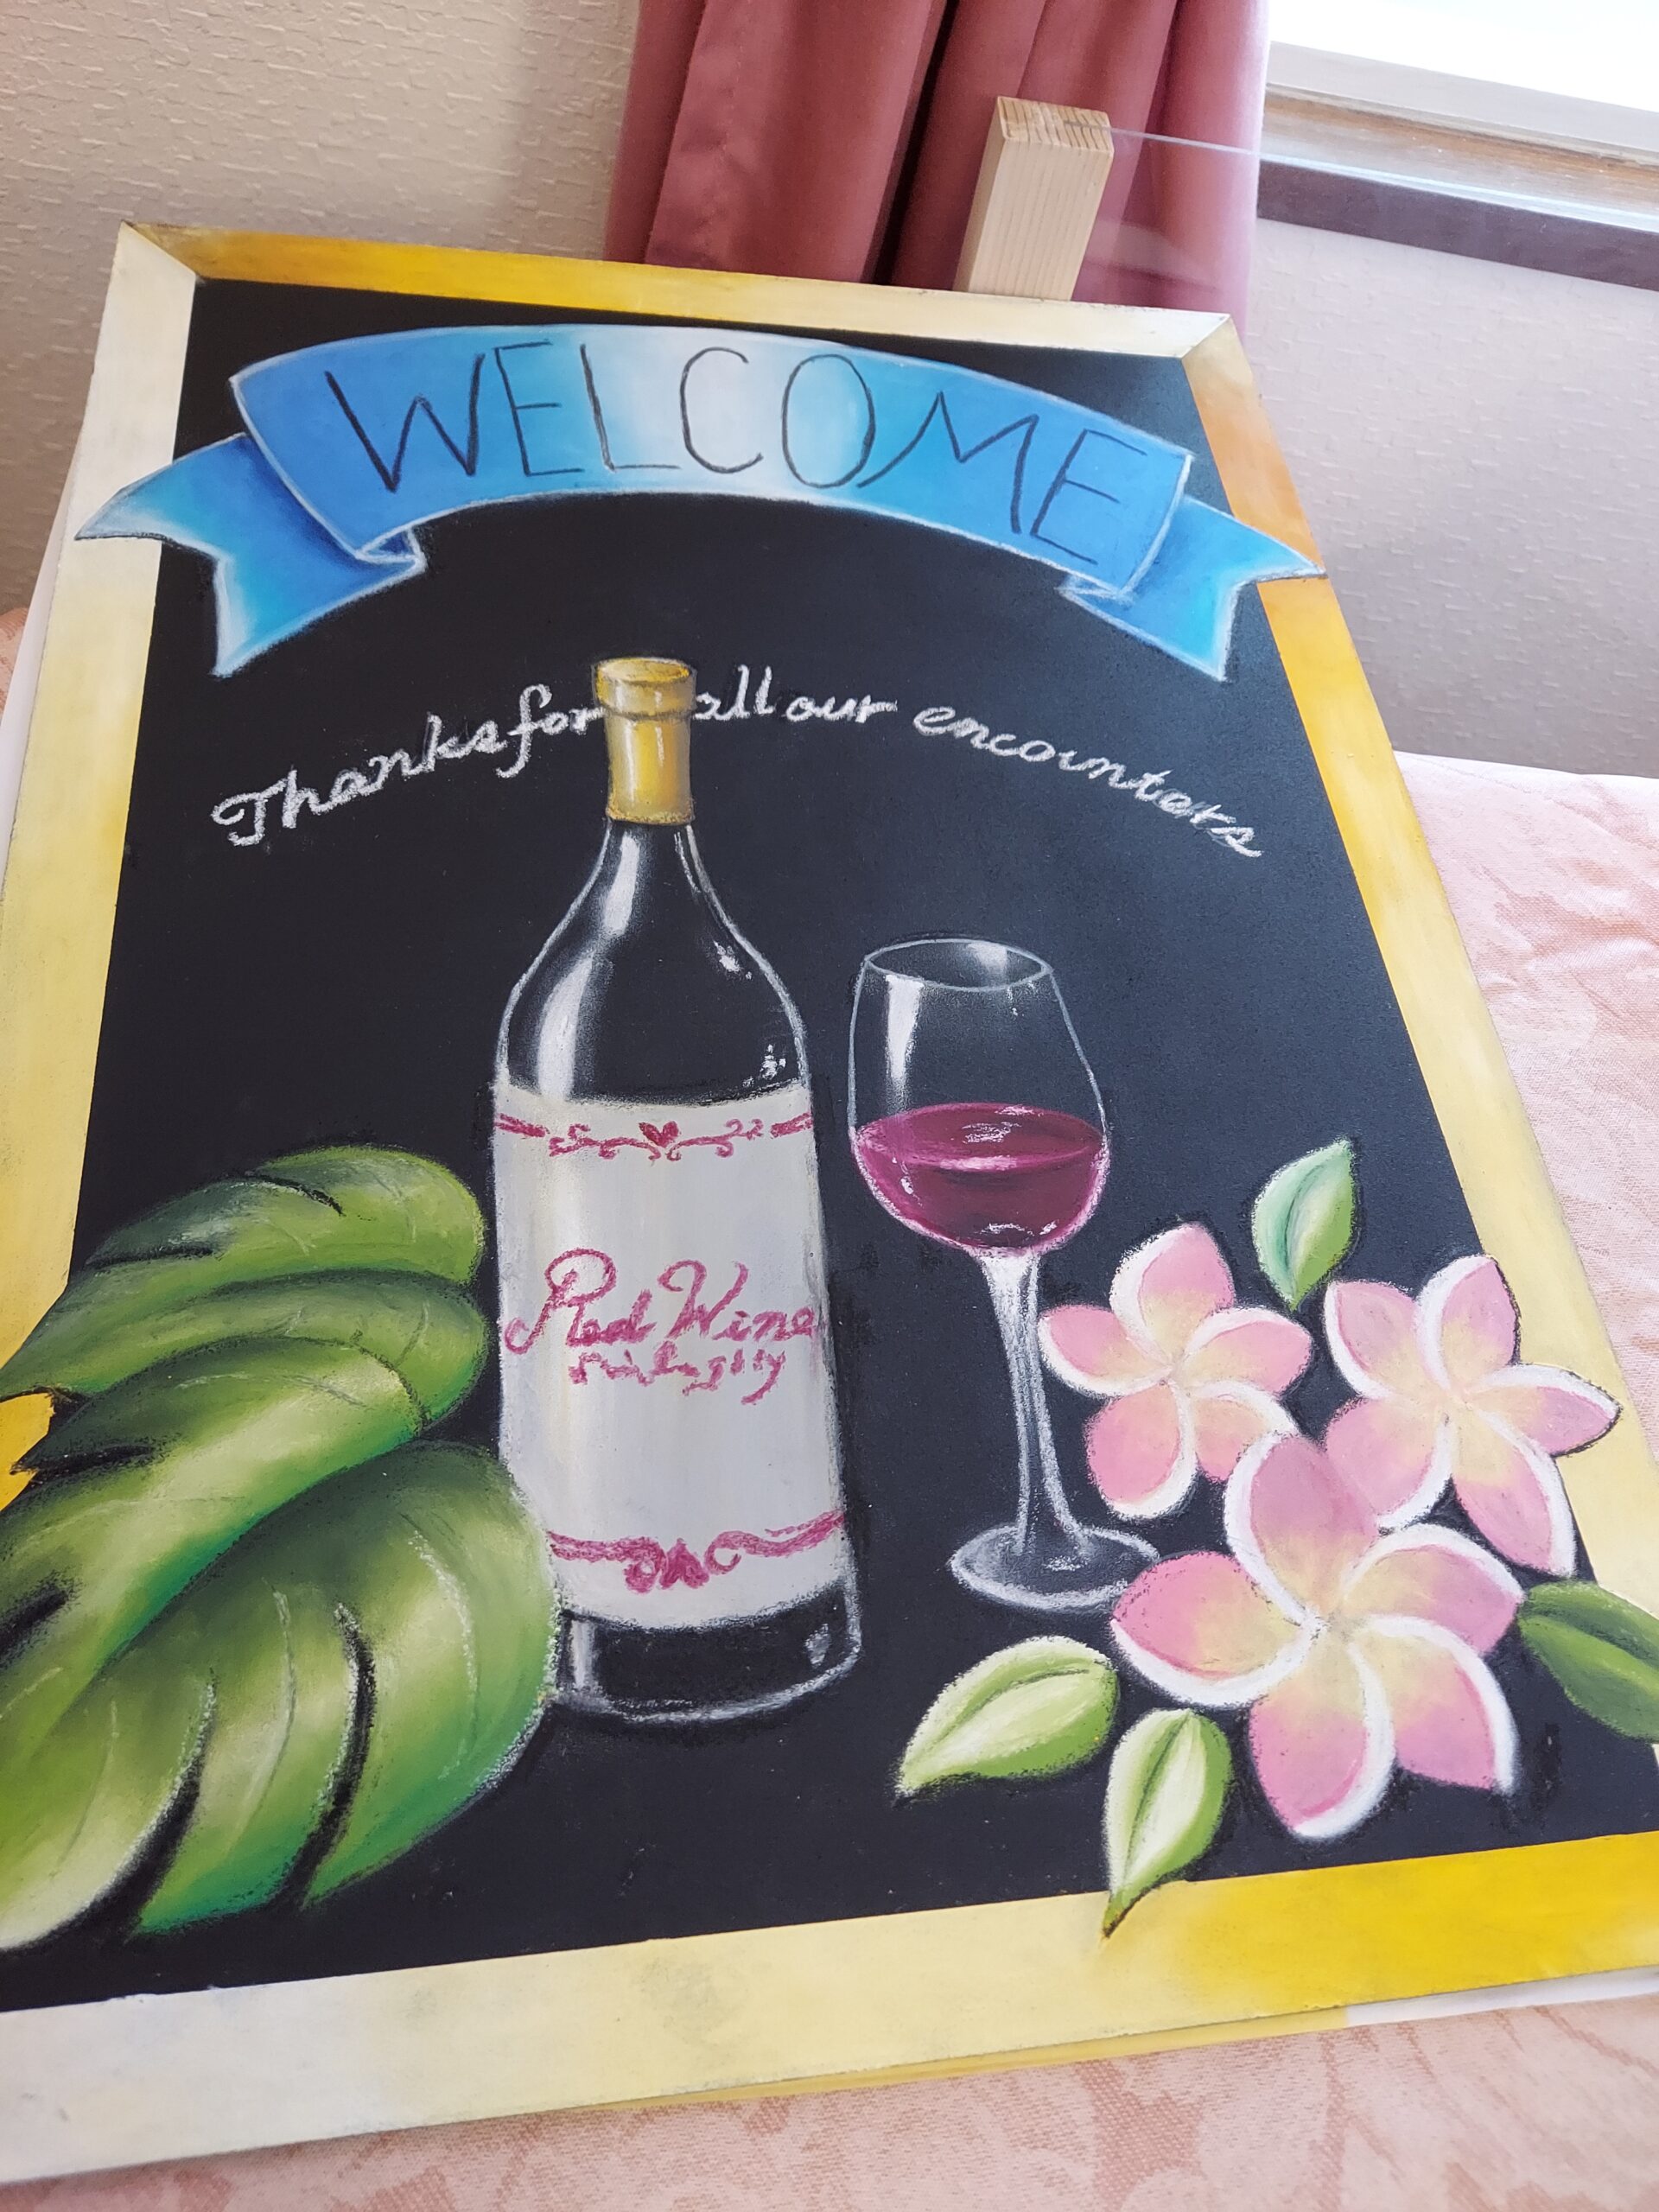 WELCOME
Thanks for all our encounters
Red Wine